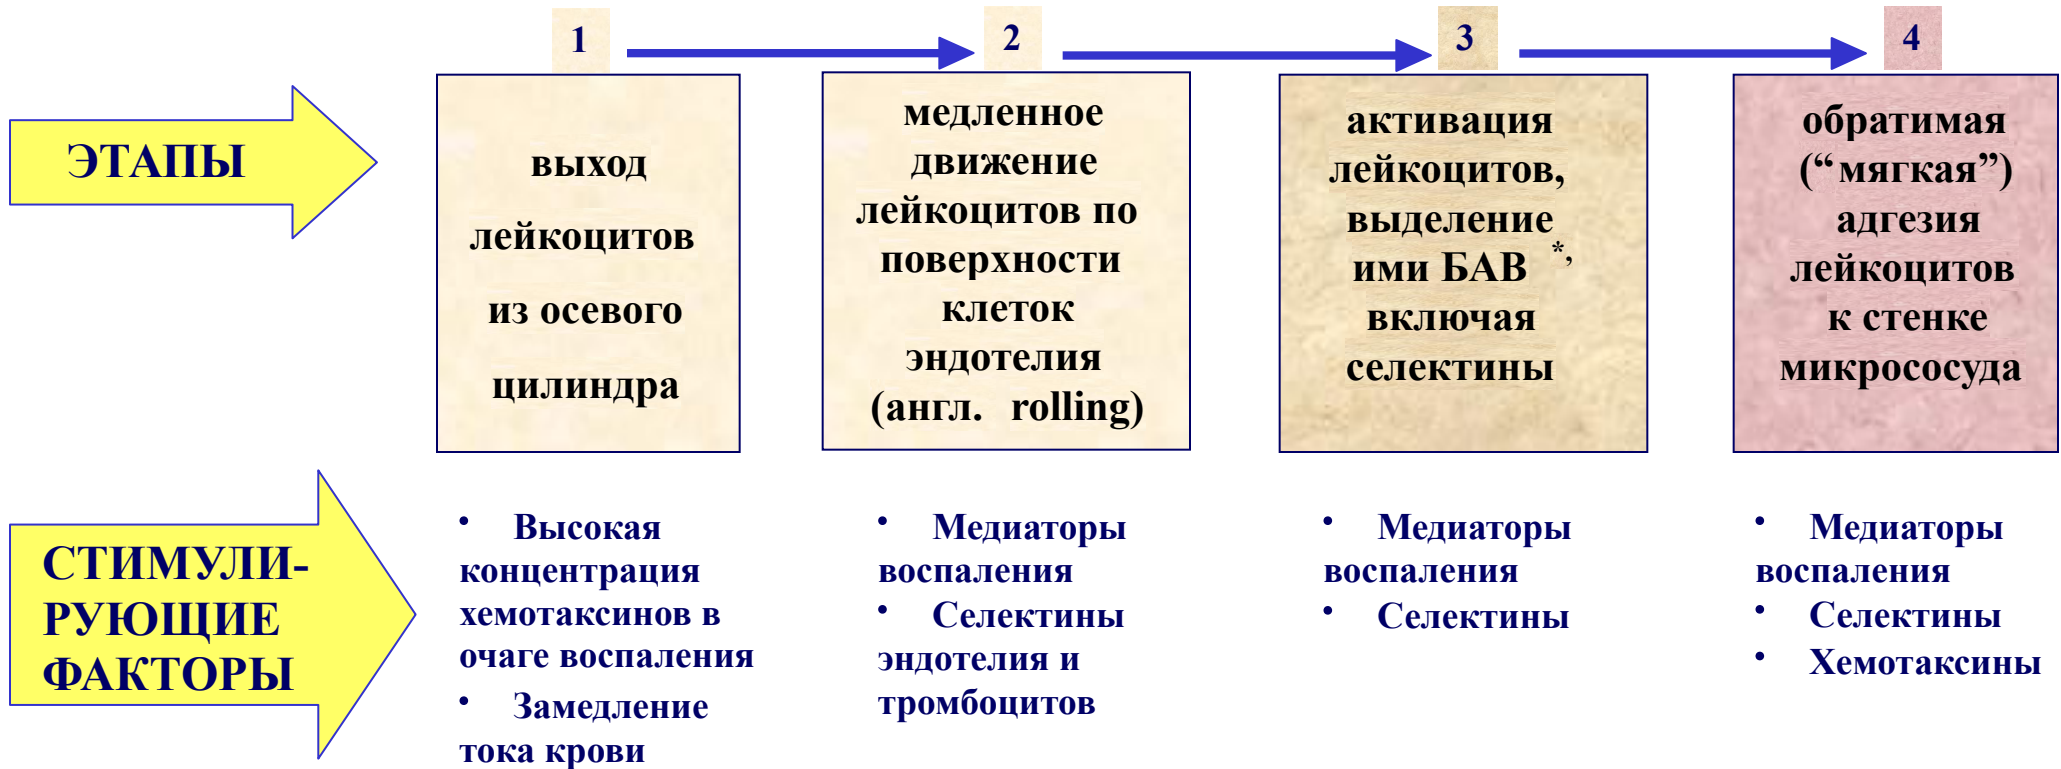 1
2
3
4
ЭТАПЫ
выход
лейкоцитов
из осевого
цилиндра
медленное
движение
лейкоцитов по
поверхности
клеток
эндотелия
(англ. rolling)
активация
лейкоцитов,
выделение
ими БАВ *,
включая
селектины
обратимая
(“мягкая”)
адгезия
лейкоцитов
к стенке
микрососуда
СТИМУЛИ-
РУЮЩИЕ
ФАКТОРЫ
• Высокая
концентрация
хемотаксинов в
очаге воспаления
• Замедление
тока крови
• Медиаторы
воспаления
• Селектины
эндотелия и
тромбоцитов
• Медиаторы
воспаления
• Селектины
• Медиаторы
воспаления
• Селектины
• Хемотаксины